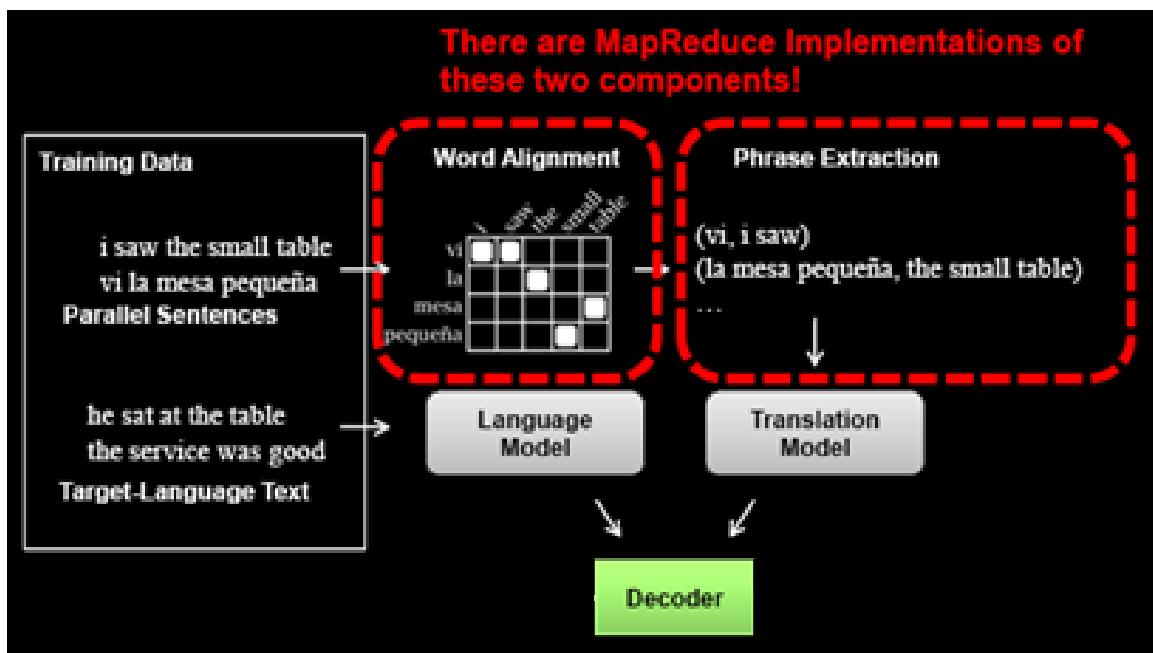 There are MapReduce Implementations of
these two components!
Training Data
i saw the small table
vi la mesa pequeña
Parallel Sentences
he sat at the table
the service was good
Target-Language Text
Word Alignment
i saw the small table
vi
la
mesa
pequeña
Phrase Extraction
(vi, i saw)
(la mesa pequeña, the small table)
...
Language
Model
Translation
Model
Decoder